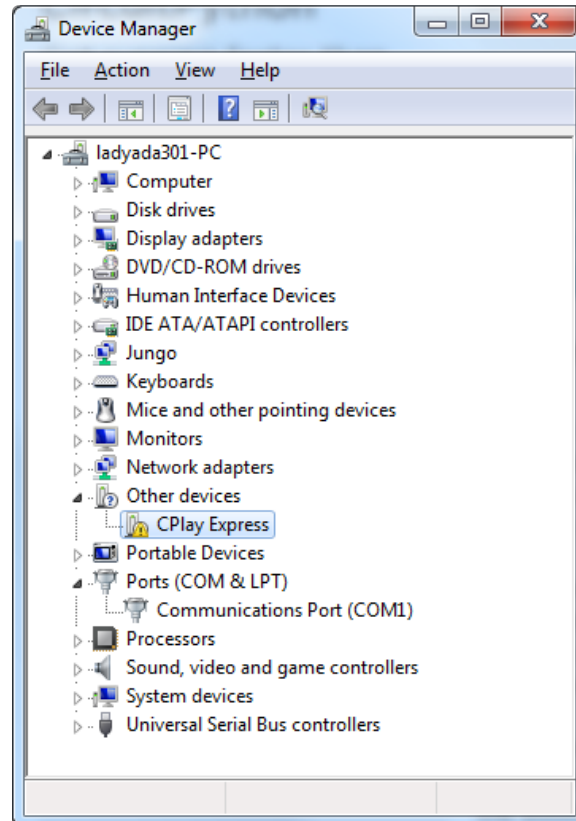 Device Manager
File Action View Help
ladyada301-PC
Computer
Disk drives
Display adapters
DVD/CD-ROM drives
Human Interface Devices
IDE ATA/ATAPI controllers
Jungo
Keyboards
Mice and other pointing devices
Monitors
Network adapters
Other devices
CPlay Express
Portable Devices
Ports (COM & LPT)
Communications Port (COM1)
Processors
Sound, video and game controllers
System devices
Universal Serial Bus controllers